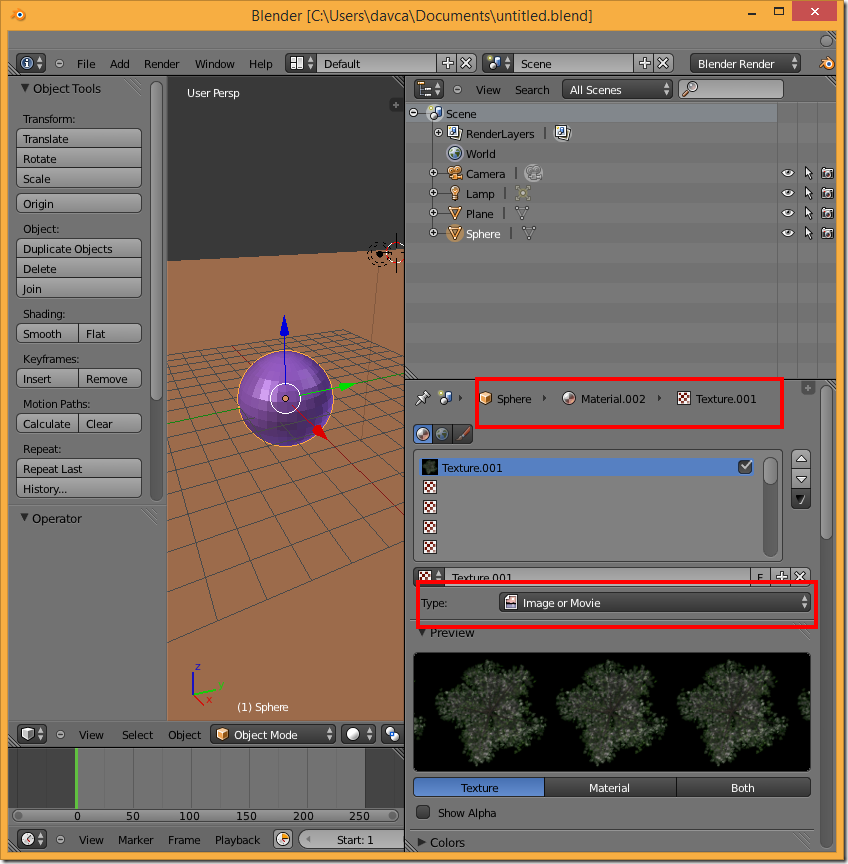 Blender [C:\Users\davca\Documents\untitled.blend]
File Add Render Window Help Default Scene Blender Render
Object Tools
Transform:
Translate
Rotate
Scale
Origin
Object:
Duplicate Objects
Delete
Join
Shading:
Smooth Flat
Keyframes:
Insert Remove
Motion Paths:
Calculate Clear
Repeat:
Repeat Last
History...
Operator
User Persp
z
y
x
(1) Sphere
View Select Object Object Mode
0 50 100 150 200 250
View Marker Frame Playback Start: 1
View Search All Scenes
Scene
RenderLayers
World
Camera
Lamp
Plane
Sphere
Sphere Material.002 Texture.001
Texture.001
Texture.001 F
Type: Image or Movie
Preview
Texture Material Both
Show Alpha
Colors